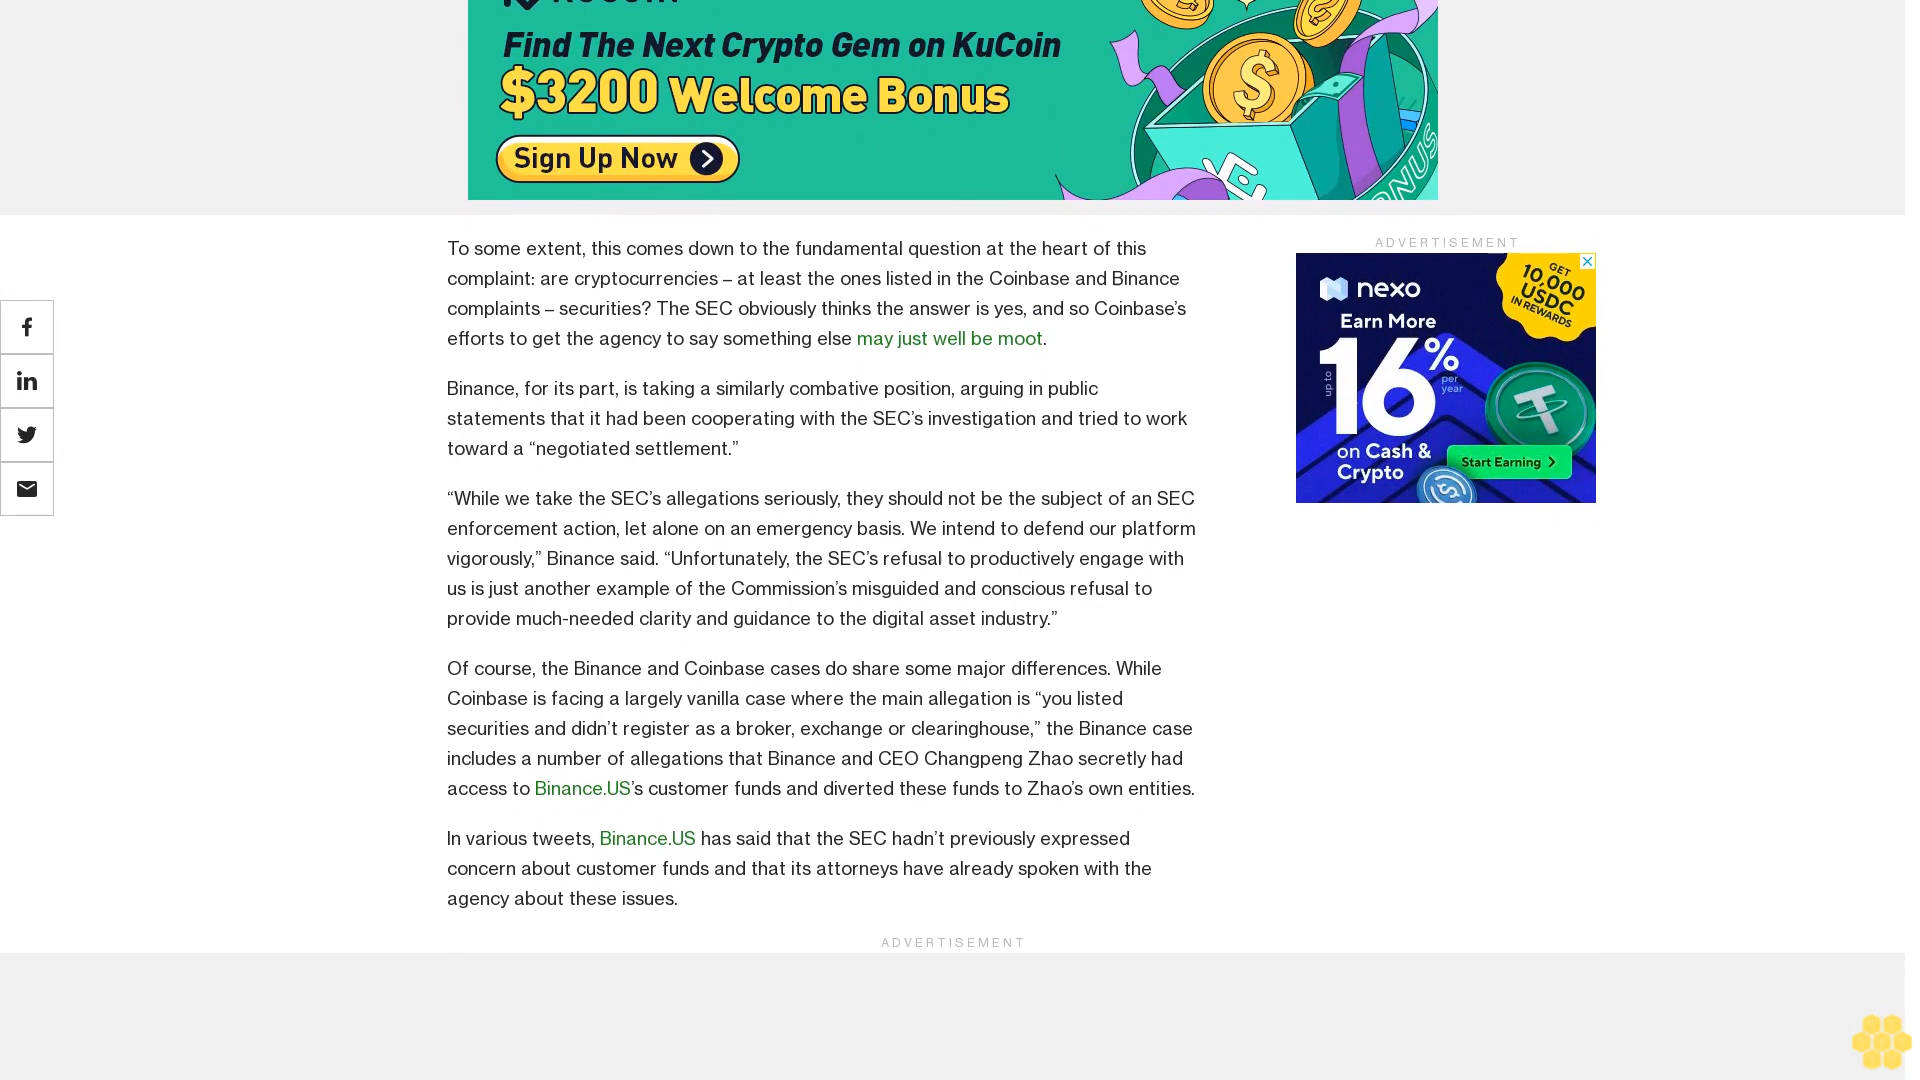 Find The Next Crypto Gem on KuCoin
$3200 Welcome Bonus
Sign Up Now
BONUS
To some extent, this comes down to the fundamental question at the heart of this
complaint: are cryptocurrencies – at least the ones listed in the Coinbase and Binance
complaints – securities? The SEC obviously thinks the answer is yes, and so Coinbase’s
efforts to get the agency to say something else may just well be moot.
Binance, for its part, is taking a similarly combative position, arguing in public
statements that it had been cooperating with the SEC’s investigation and tried to work
toward a “negotiated settlement.”
“While we take the SEC’s allegations seriously, they should not be the subject of an SEC
enforcement action, let alone on an emergency basis. We intend to defend our platform
vigorously,” Binance said. “Unfortunately, the SEC’s refusal to productively engage with
us is just another example of the Commission’s misguided and conscious refusal to
provide much-needed clarity and guidance to the digital asset industry.”
Of course, the Binance and Coinbase cases do share some major differences. While
Coinbase is facing a largely vanilla case where the main allegation is “you listed
securities and didn’t register as a broker, exchange or clearinghouse,” the Binance case
includes a number of allegations that Binance and CEO Changpeng Zhao secretly had
access to Binance.US’s customer funds and diverted these funds to Zhao’s own entities.
In various tweets, Binance.US has said that the SEC hadn’t previously expressed
concern about customer funds and that its attorneys have already spoken with the
agency about these issues.
ADVERTISEMENT
ADVERTISEMENT
nexo
GET
10,000
USDC
IN REWARDS
Earn More
up to
16%
per
year
on Cash &
Crypto
Start Earning